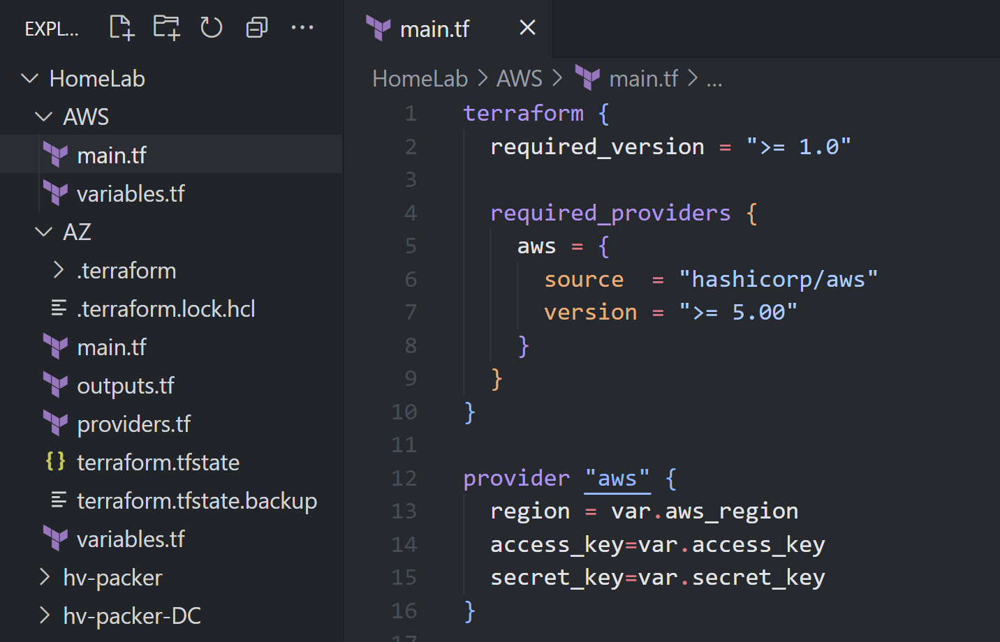 EXPL...
HomeLab
AWS
main.tf
variables.tf
AZ
.terraform
.terraform.lock.hcl
main.tf
outputs.tf
providers.tf
{} terraform.tfstate
terraform.tfstate.backup
variables.tf
hv-packer
hv-packer-DC
main.tf
HomeLab > AWS > main.tf > ...
1 terraform {
2   required_version = ">= 1.0"
3
4   required_providers {
5     aws = {
6       source  = "hashicorp/aws"
7       version = ">= 5.00"
8     }
9   }
10 }
11
12 provider "aws" {
13   region = var.aws_region
14   access_key=var.access_key
15   secret_key=var.secret_key
16 }
17